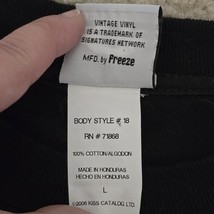 VINTAGE VINYL
IS A TRADEMARK OF
SIGNATURES NETWORK
MFD. by Freeze
BODY STYLE # 18
RN # 71868
100% COTTON/ALGODON
MADE IN HONDURAS
HECHO EN HONDURAS
L
©2006 KISS CATALOG LTD.